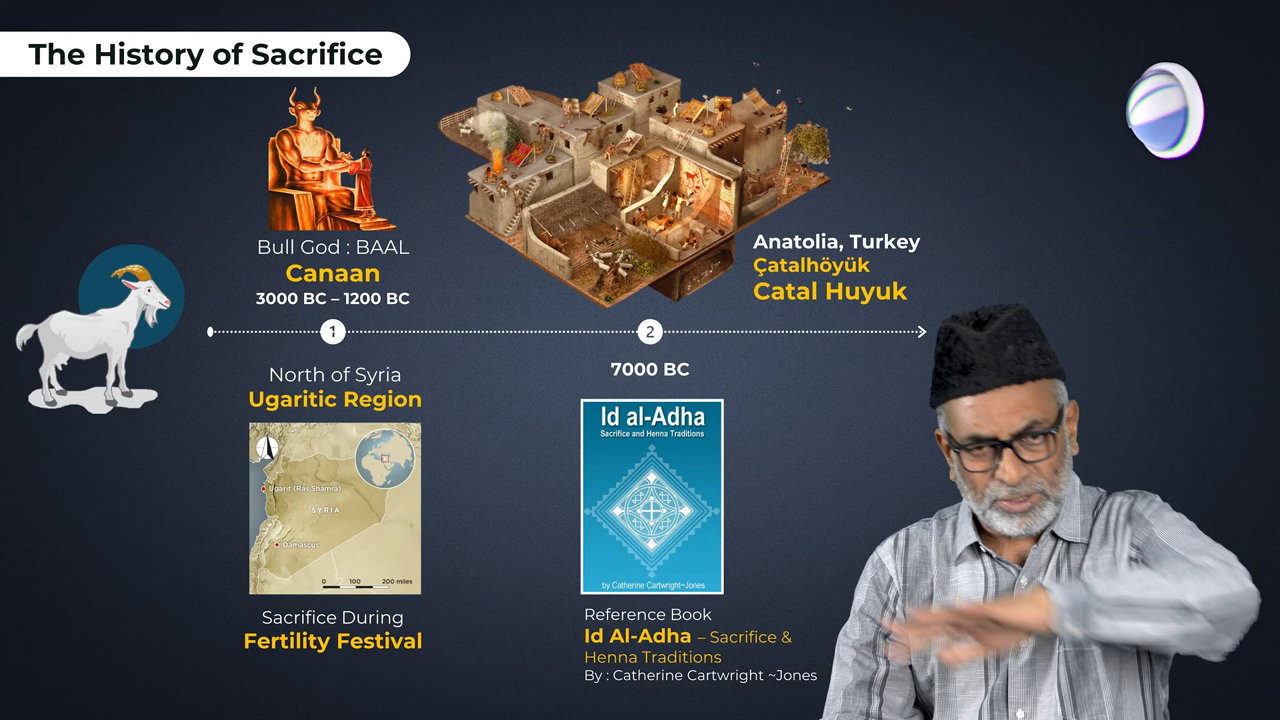 The History of Sacrifice
Bull God : BAAL
Canaan
3000 BC – 1200 BC
Anatolia, Turkey
Çatalhöyük
Catal Huyuk
1
2
North of Syria
Ugaritic Region
7000 BC
Ugarit (Ras Shamra)
SYRIA
Damascus
0 100 200 miles
Id al-Adha
Sacrifice and Henna Traditions
by Catherine Cartwright~Jones
Sacrifice During
Fertility Festival
Reference Book
Id Al-Adha – Sacrifice &
Henna Traditions
By : Catherine Cartwright ~Jones